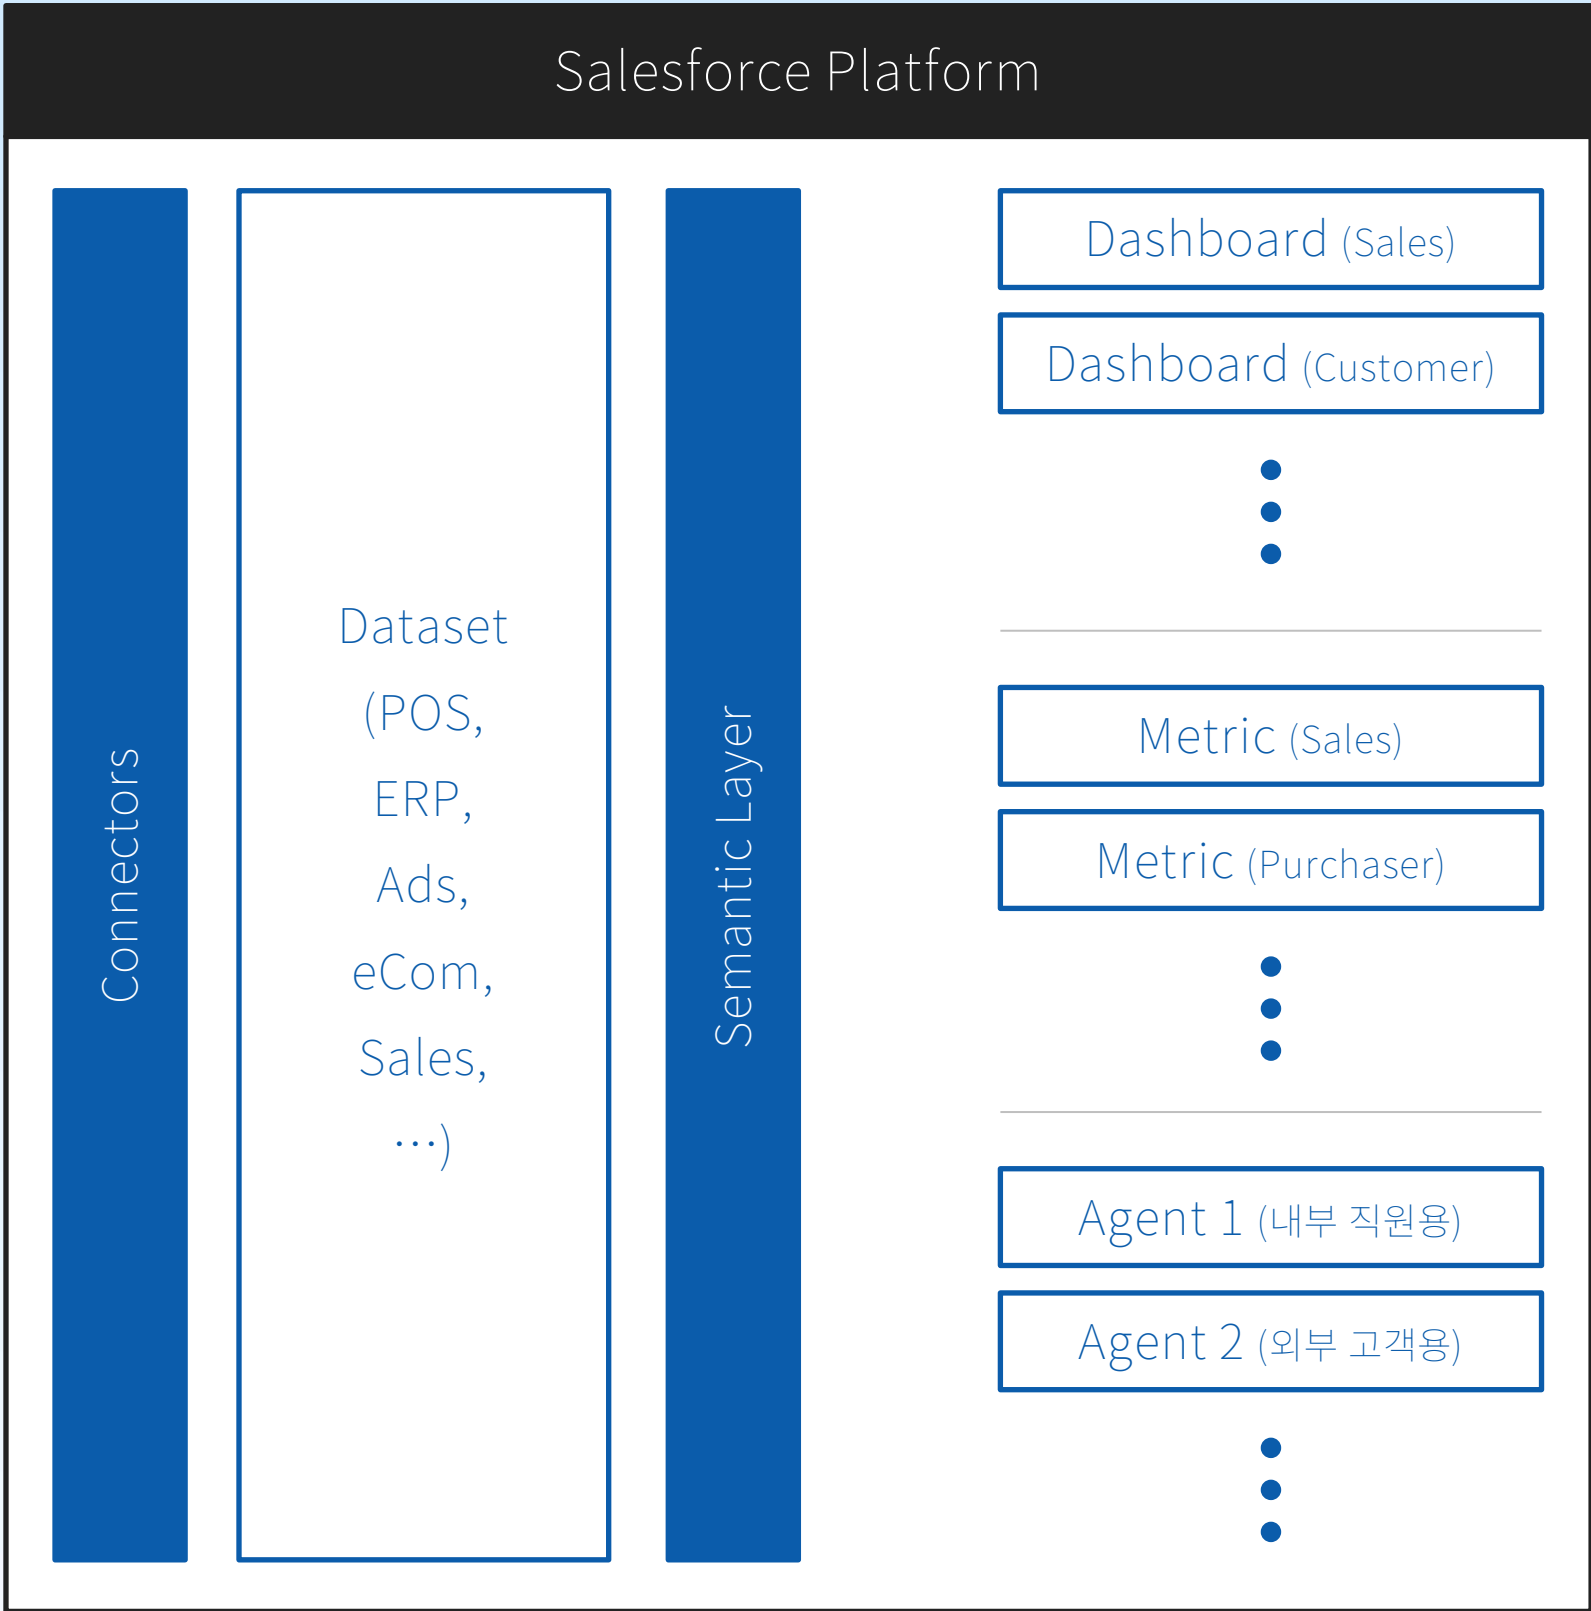 Salesforce Platform
Connectors
Dataset
(POS,
ERP,
Ads,
eCom,
Sales,
…)
Semantic Layer
Dashboard (Sales)
Dashboard (Customer)
Metric (Sales)
Metric (Purchaser)
Agent 1 (내부 직원용)
Agent 2 (외부 고객용)